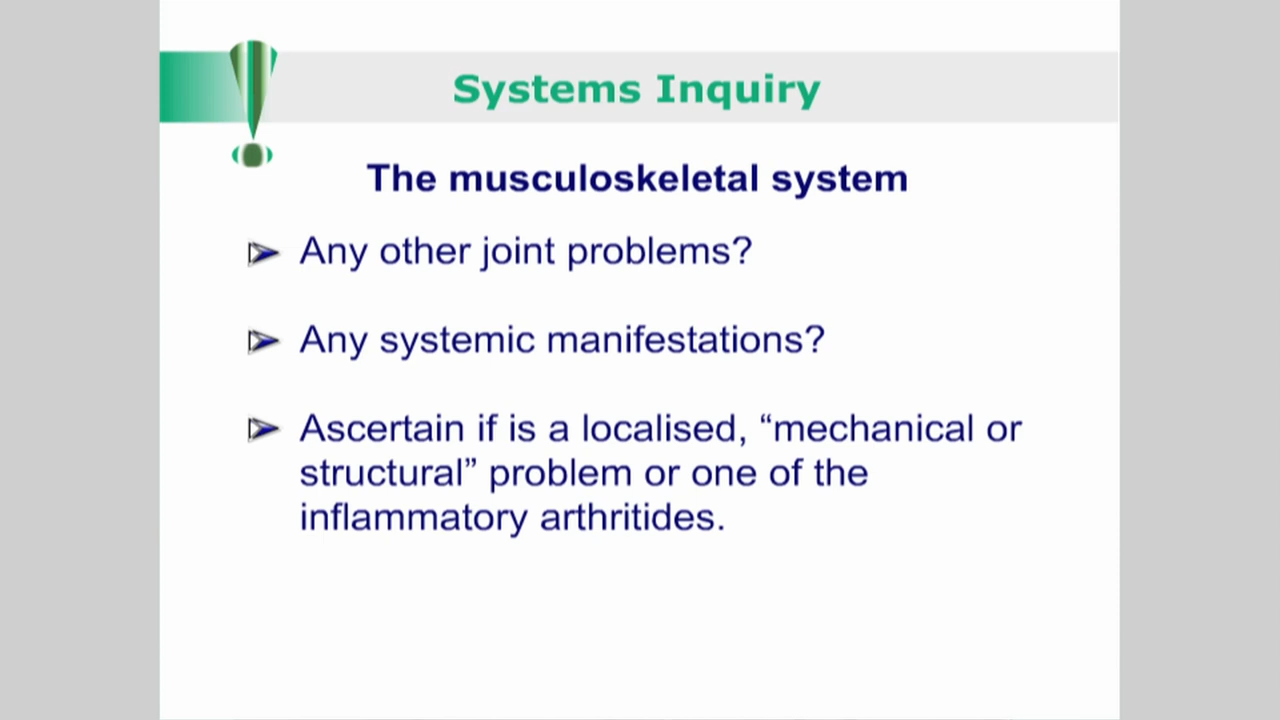 Systems Inquiry
The musculoskeletal system
Any other joint problems?
Any systemic manifestations?
Ascertain if is a localised, “mechanical or
structural” problem or one of the
inflammatory arthritides.